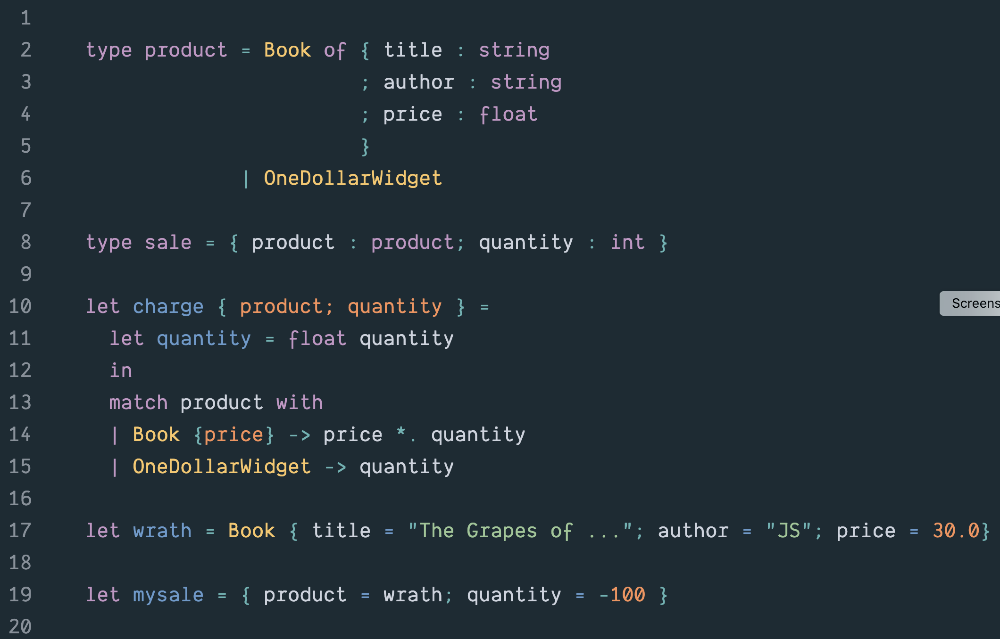 1
2 type product = Book of { title : string
3 ; author : string
4 ; price : float
5 }
6 | OneDollarWidget
7
8 type sale = { product : product; quantity : int }
9
10 let charge { product; quantity } =
Screens
11 let quantity = float quantity
12 in
13 match product with
14 | Book {price} -> price *. quantity
15 | OneDollarWidget -> quantity
16
17 let wrath = Book { title = "The Grapes of ..."; author = "JS"; price = 30.0}
18
19 let mysale = { product = wrath; quantity = -100 }
20